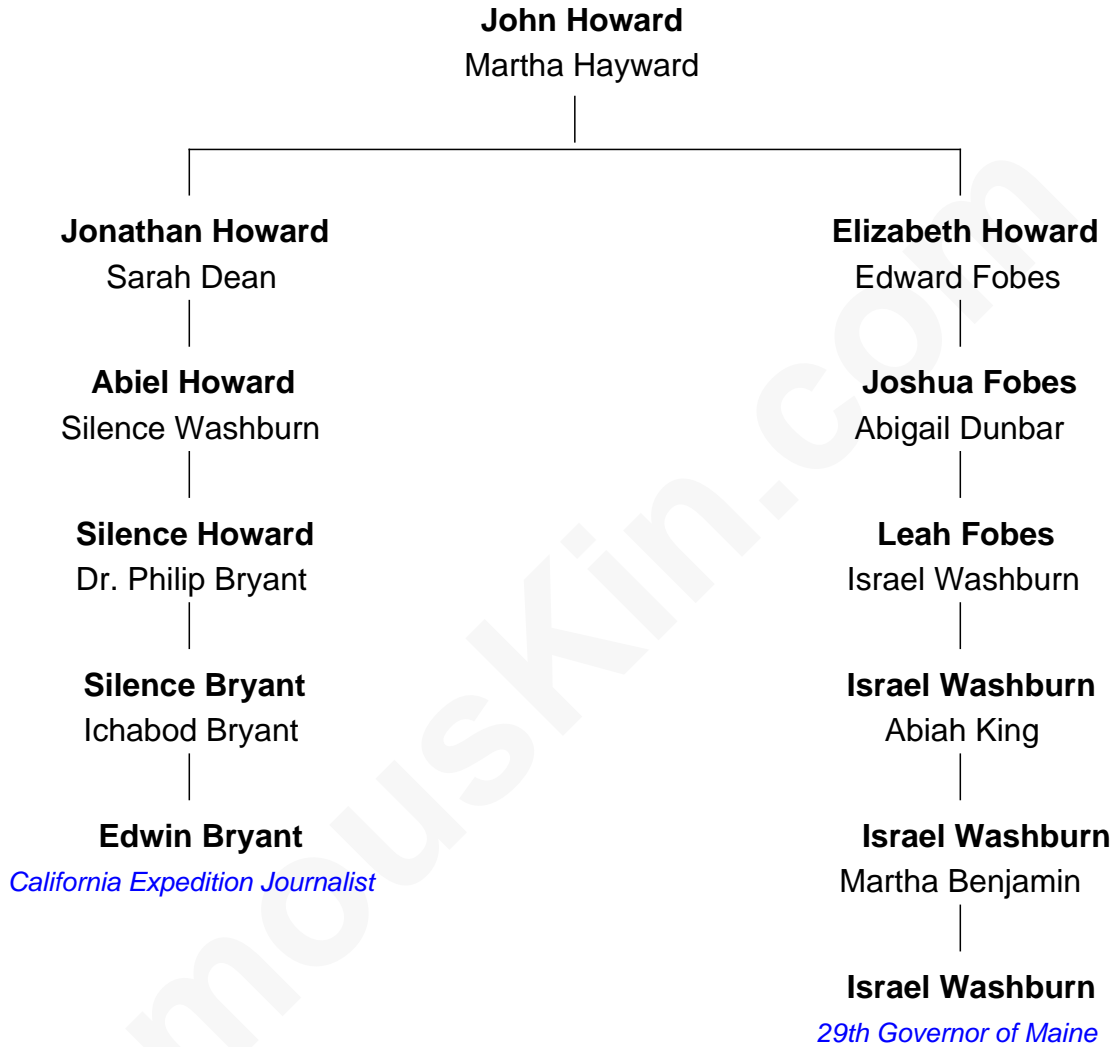 John Howard
Martha Hayward
Jonathan Howard
Sarah Dean
Elizabeth Howard
Edward Fobes
Abiel Howard
Silence Washburn
Joshua Fobes
Abigail Dunbar
Silence Howard
Dr. Philip Bryant
Leah Fobes
Israel Washburn
Silence Bryant
Ichabod Bryant
Israel Washburn
Abiah King
Edwin Bryant
California Expedition Journalist
Israel Washburn
Martha Benjamin
Israel Washburn
29th Governor of Maine
mousKin.com